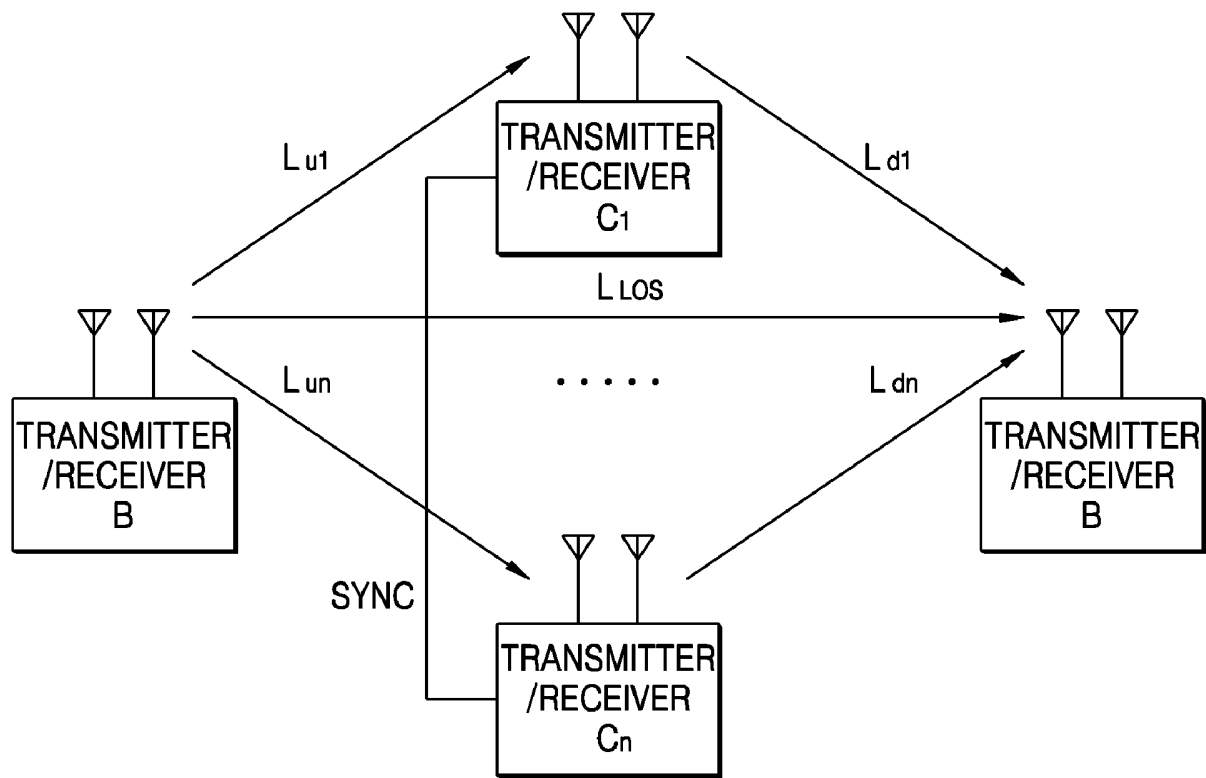 TRANSMITTER
/RECEIVER
C1
Lu1
Ld1
LLOS
TRANSMITTER
/RECEIVER
B
Lun
.....
Ldn
TRANSMITTER
/RECEIVER
B
SYNC
TRANSMITTER
/RECEIVER
Cn